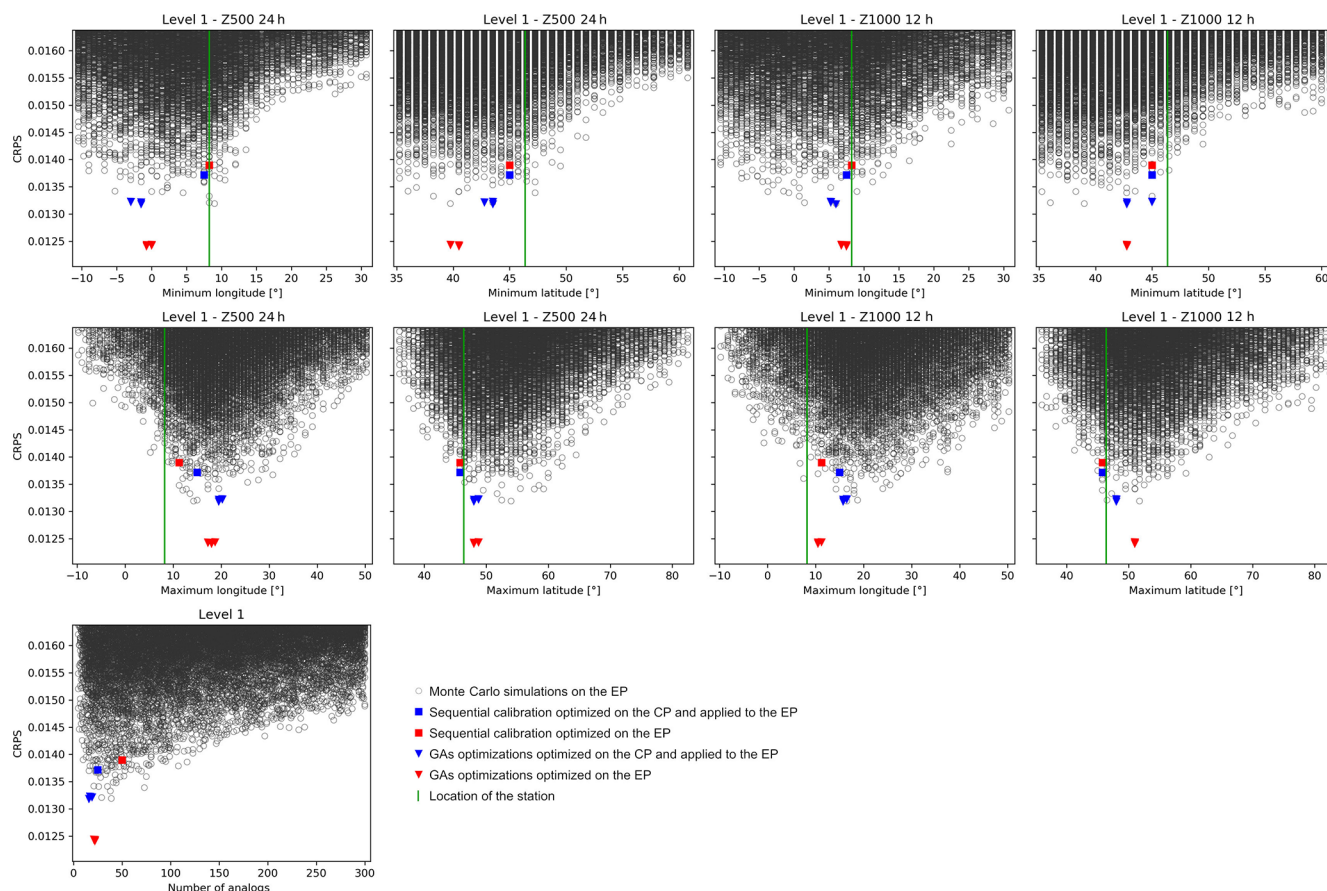 Level 1 - Z500 24 h
Level 1 - Z500 24 h
Level 1 - Z1000 12 h
Level 1 - Z1000 12 h
CRPS
0.0160
0.0155
0.0150
0.0145
0.0140
0.0135
0.0130
0.0125
−10 −5 0 5 10 15 20 25 30
35 40 45 50 55 60
−10 −5 0 5 10 15 20 25 30
35 40 45 50 55 60
Minimum longitude [°]
Minimum latitude [°]
Minimum longitude [°]
Minimum latitude [°]
Level 1 - Z500 24 h
Level 1 - Z500 24 h
Level 1 - Z1000 12 h
Level 1 - Z1000 12 h
CRPS
0.0160
0.0155
0.0150
0.0145
0.0140
0.0135
0.0130
0.0125
−10 0 10 20 30 40 50
40 50 60 70 80
−10 0 10 20 30 40 50
40 50 60 70 80
Maximum longitude [°]
Maximum latitude [°]
Maximum longitude [°]
Maximum latitude [°]
Level 1
CRPS
0.0160
0.0155
0.0150
0.0145
0.0140
0.0135
0.0130
0.0125
0 50 100 150 200 250 300
Number of analogs
Monte Carlo simulations on the EP
Sequential calibration optimized on the CP and applied to the EP
Sequential calibration optimized on the EP
GAs optimizations optimized on the CP and applied to the EP
GAs optimizations optimized on the EP
Location of the station